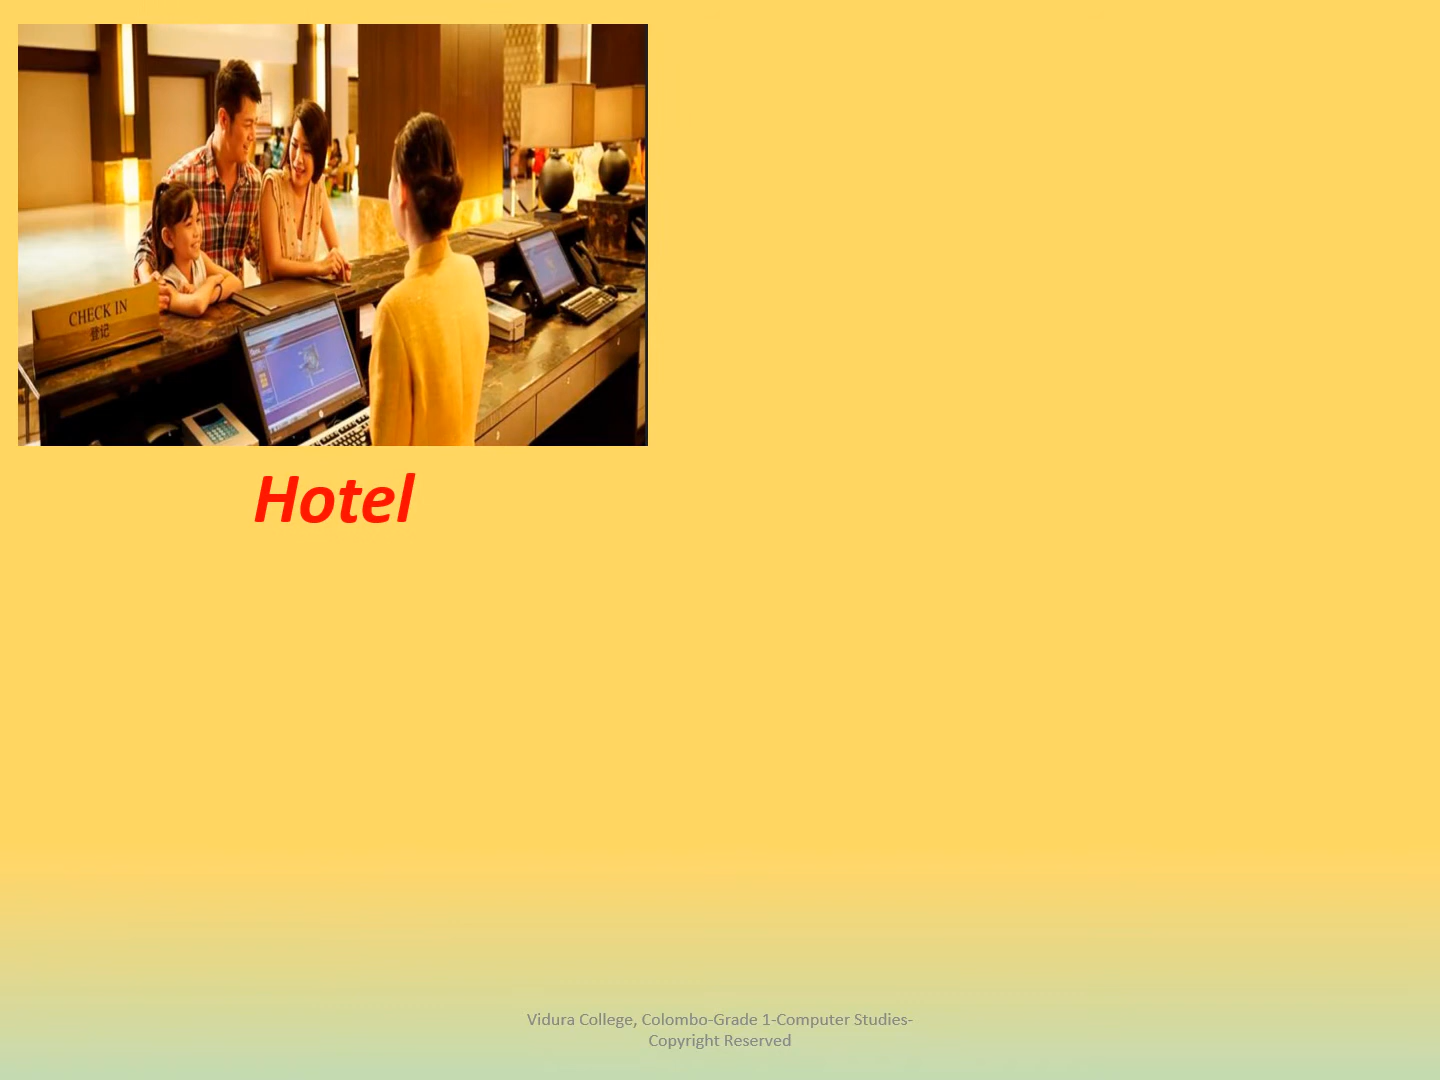 CHECK IN
登记
Hotel
Vidura College, Colombo-Grade 1-Computer Studies-
Copyright Reserved